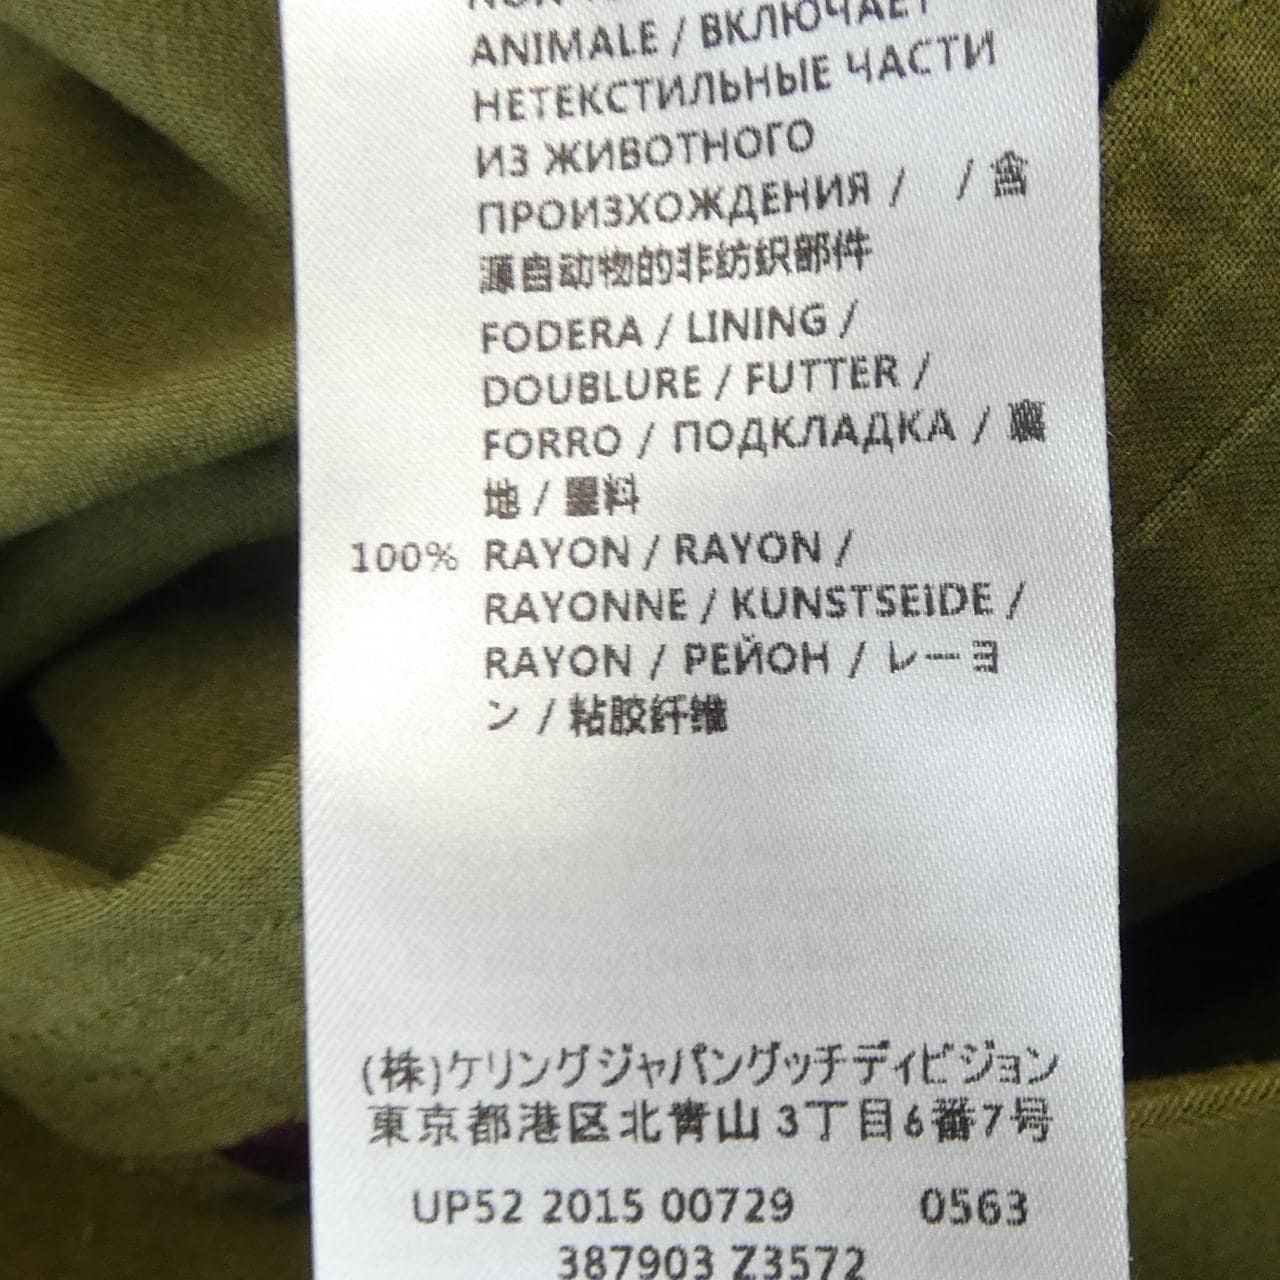 ANIMALE / ВКЛЮЧАЕТ
НЕТЕКСТИЛЬНЫЕ ЧАСТИ
ИЗ ЖИВОТНОГО
ПРОИЗХОЖДЕНИЯ / / 含
源自动物的非纺织部件
FODERA / LINING /
DOUBLURE / FUTTER /
FORRO / ПОДКЛАДКА / 裏
地 / 里料
100% RAYON / RAYON /
RAYONNE / KUNSTSEIDE /
RAYON / РЕЙОН / レーヨ
ン / 粘胶纤维
(株)ケリングジャパングッチディビジョン
東京都港区北青山 3丁目6番7号
UP52 2015 00729 0563
387903 Z3572